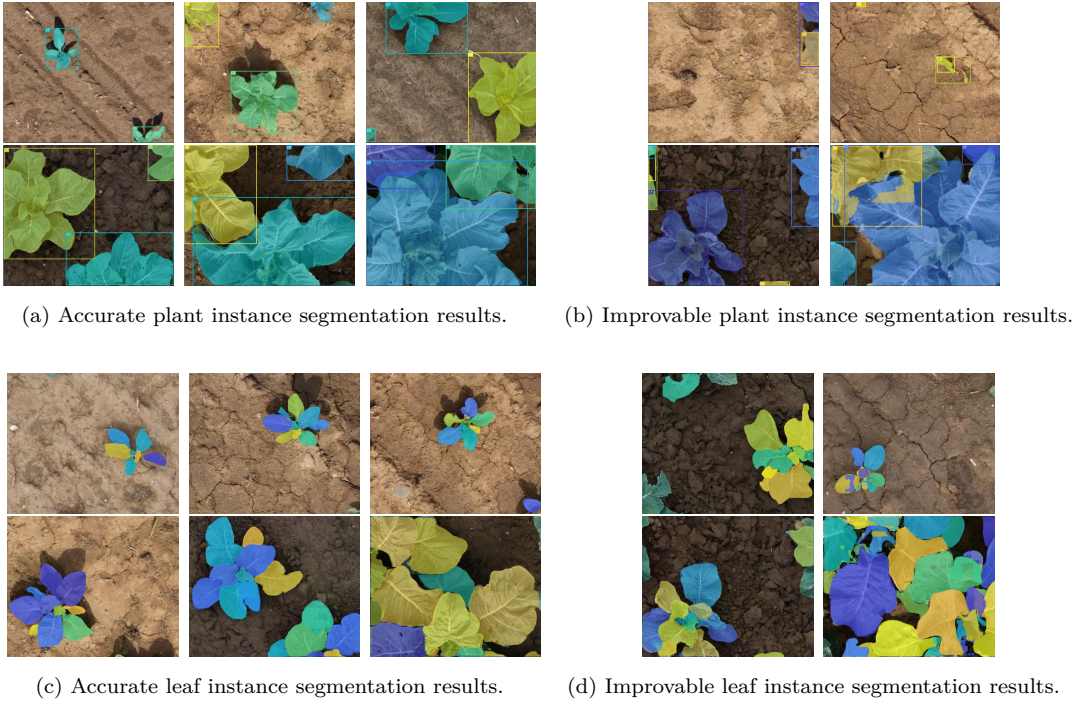 (a) Accurate plant instance segmentation results.
(b) Improvable plant instance segmentation results.
(c) Accurate leaf instance segmentation results.
(d) Improvable leaf instance segmentation results.